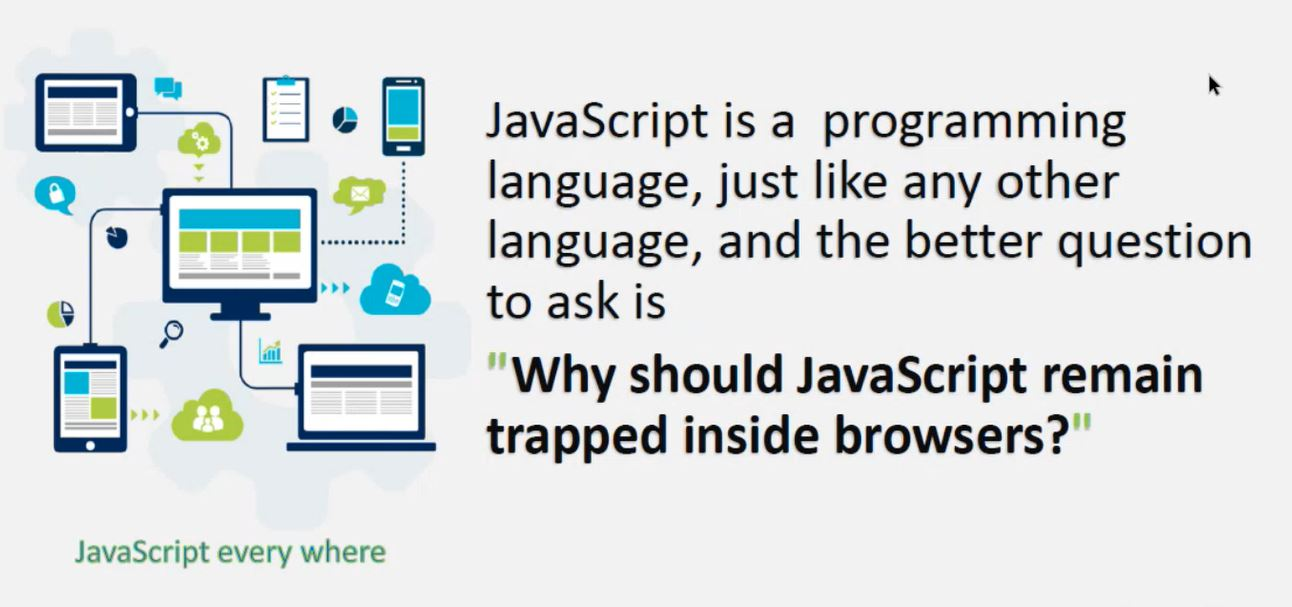 JavaScript is a  programming
language, just like any other
language, and the better question
to ask is
"Why should JavaScript remain
trapped inside browsers?"
JavaScript every where